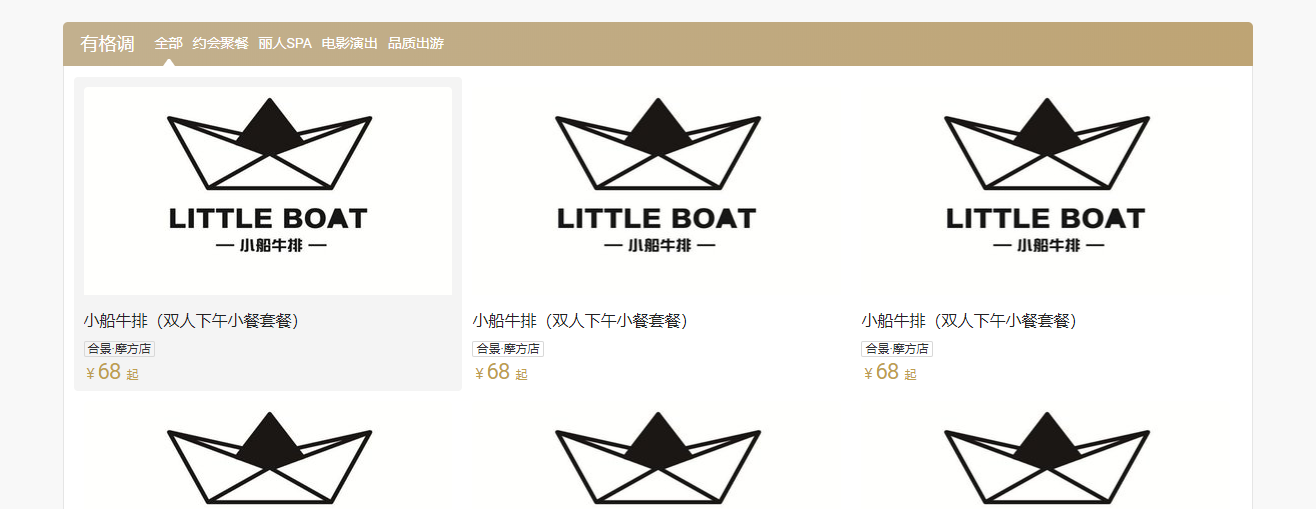 有格调 全部 约会聚餐 丽人SPA 电影演出 品质出游
LITTLE BOAT
— 小船牛排 —
小船牛排（双人下午小餐套餐）
合景·摩方店
￥68 起
LITTLE BOAT
— 小船牛排 —
小船牛排（双人下午小餐套餐）
合景·摩方店
￥68 起
LITTLE BOAT
— 小船牛排 —
小船牛排（双人下午小餐套餐）
合景·摩方店
￥68 起